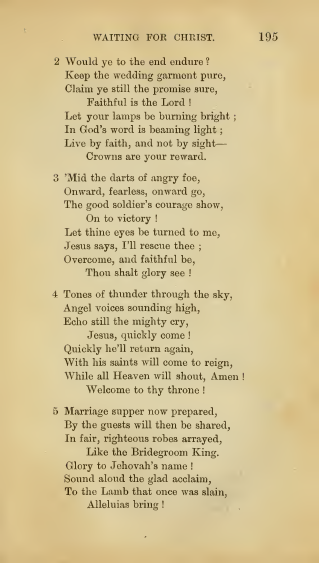 WAITING FOR CHRIST. 195
2 Would ye to the end endure?
Keep the wedding garment pure,
Claim ye still the promise sure,
Faithful is the Lord!
Let your lamps be burning bright;
In God's word is beaming light;
Live by faith, and not by sight—
Crowns are your reward.
3 'Mid the darts of angry foe,
Onward, fearless, onward go,
The good soldier's courage show,
On to victory!
Let thine eyes be turned to me,
Jesus says, I'll rescue thee;
Overcome, and faithful be,
Thou shalt glory see!
4 Tones of thunder through the sky,
Angel voices sounding high,
Echo still the mighty cry,
Jesus, quickly come!
Quickly he'll return again,
With his saints will come to reign,
While all Heaven will shout, Amen!
Welcome to thy throne!
5 Marriage supper now prepared,
By the guests will then be shared,
In fair, righteous robes arrayed,
Like the Bridegroom King.
Glory to Jehovah's name!
Sound aloud the glad acclaim,
To the Lamb that once was slain,
Alleluias bring!